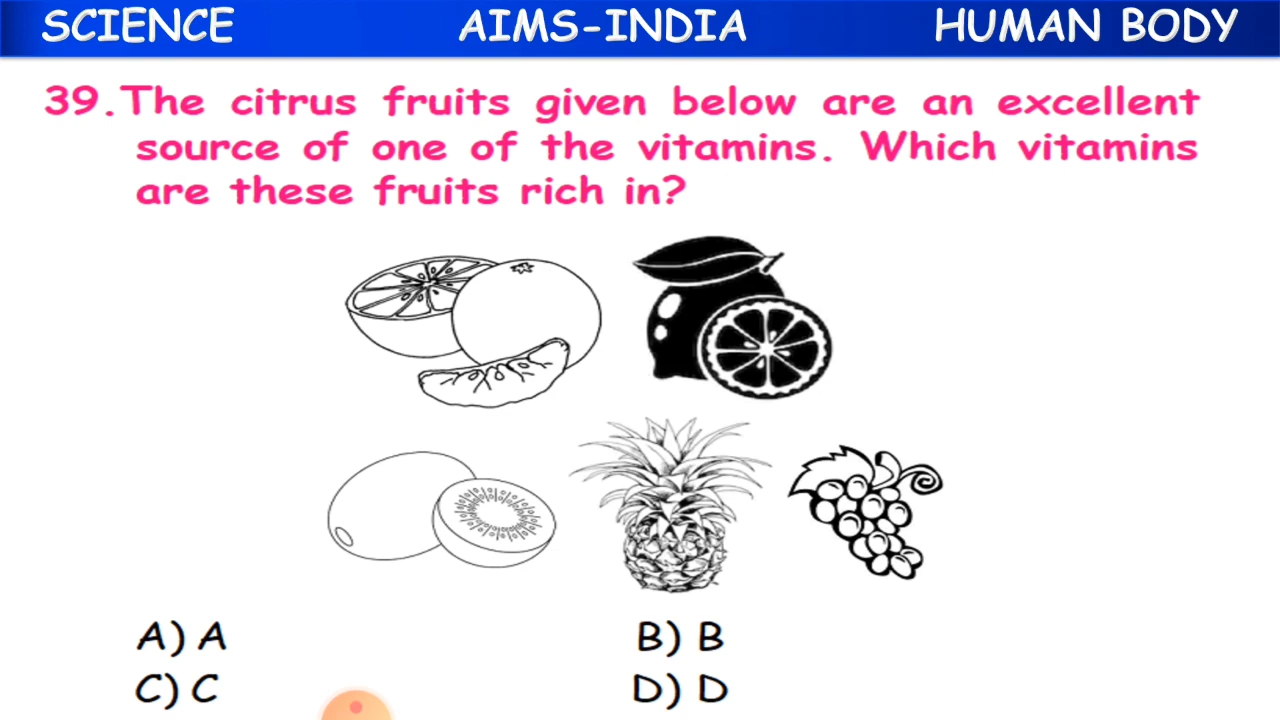 SCIENCE AIMS-INDIA HUMAN BODY
39.The citrus fruits given below are an excellent
source of one of the vitamins. Which vitamins
are these fruits rich in?
A) A B) B
C) C D) D